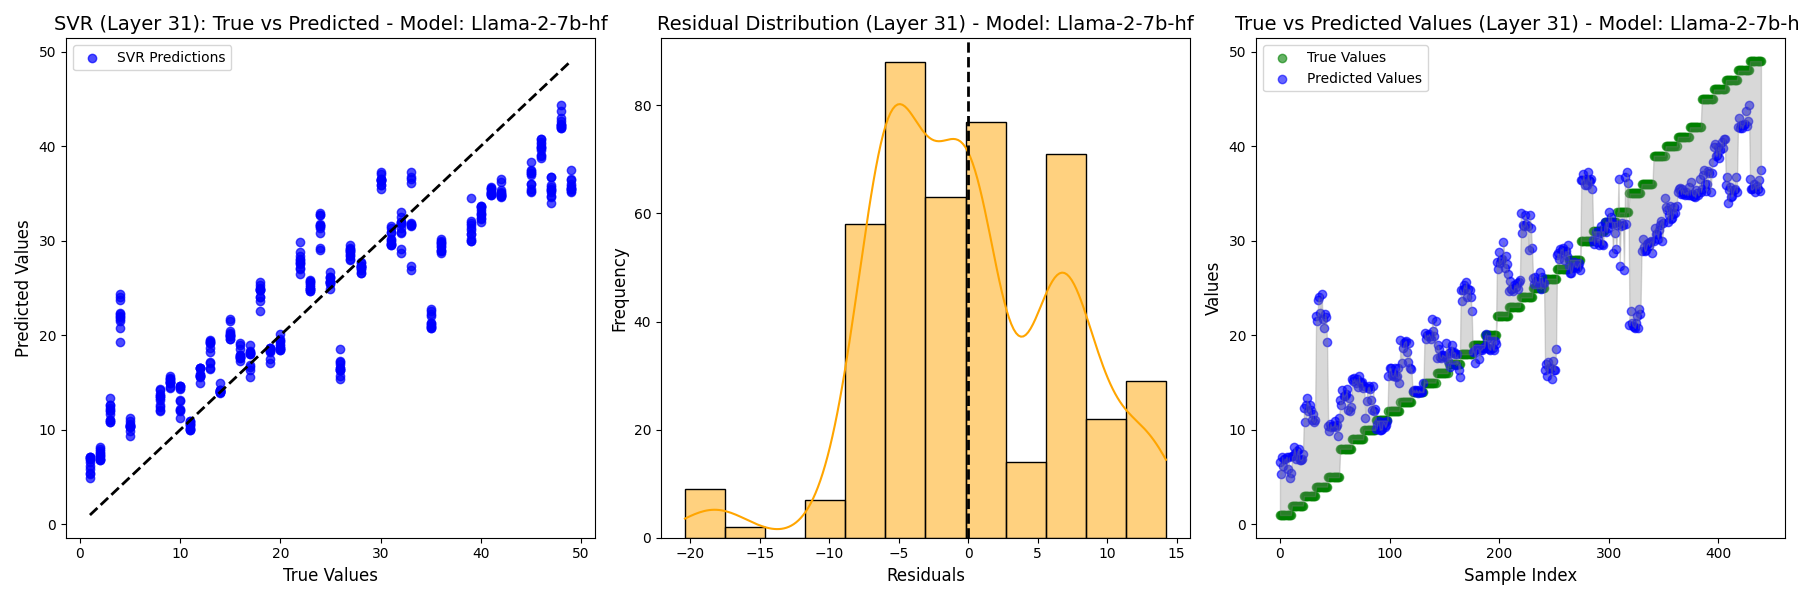 SVR (Layer 31): True vs Predicted - Model: Llama-2-7b-hf
SVR Predictions
Predicted Values
50
40
30
20
10
0
0 10 20 30 40 50
True Values
Residual Distribution (Layer 31) - Model: Llama-2-7b-hf
Frequency
80
60
40
20
0
−20 −15 −10 −5 0 5 10 15
Residuals
True vs Predicted Values (Layer 31) - Model: Llama-2-7b-h
True Values
Predicted Values
Values
50
40
30
20
10
0
0 100 200 300 400
Sample Index